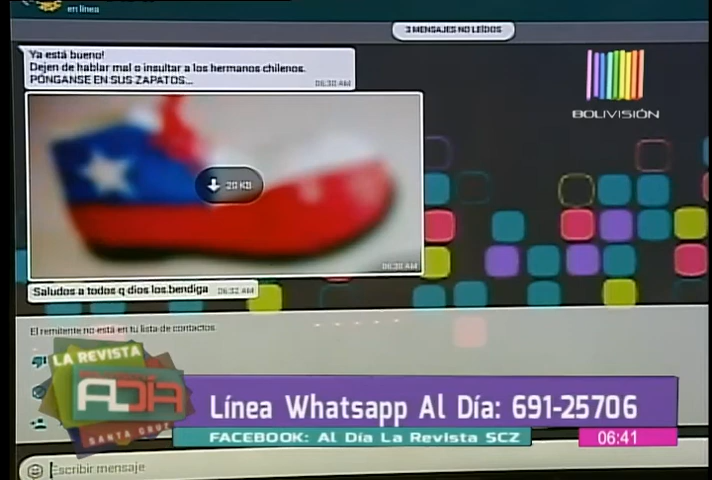 en línea
3 MENSAJES NO LEÍDOS
Ya está bueno!
Dejen de hablar mal o insultar a los hermanos chilenos.
PÓNGANSE EN SUS ZAPATOS...
06:30 AM
BOLIVISIÓN
29 KB
06:30 AM
Saludos a todos q dios los bendiga
06:32 AM
El remitente no está en tu lista de contactos
LA REVISTA
AL DÍA
SANTA CRUZ
Línea Whatsapp Al Día: 691-25706
FACEBOOK: Al Día La Revista SCZ
06:41
Escribir mensaje